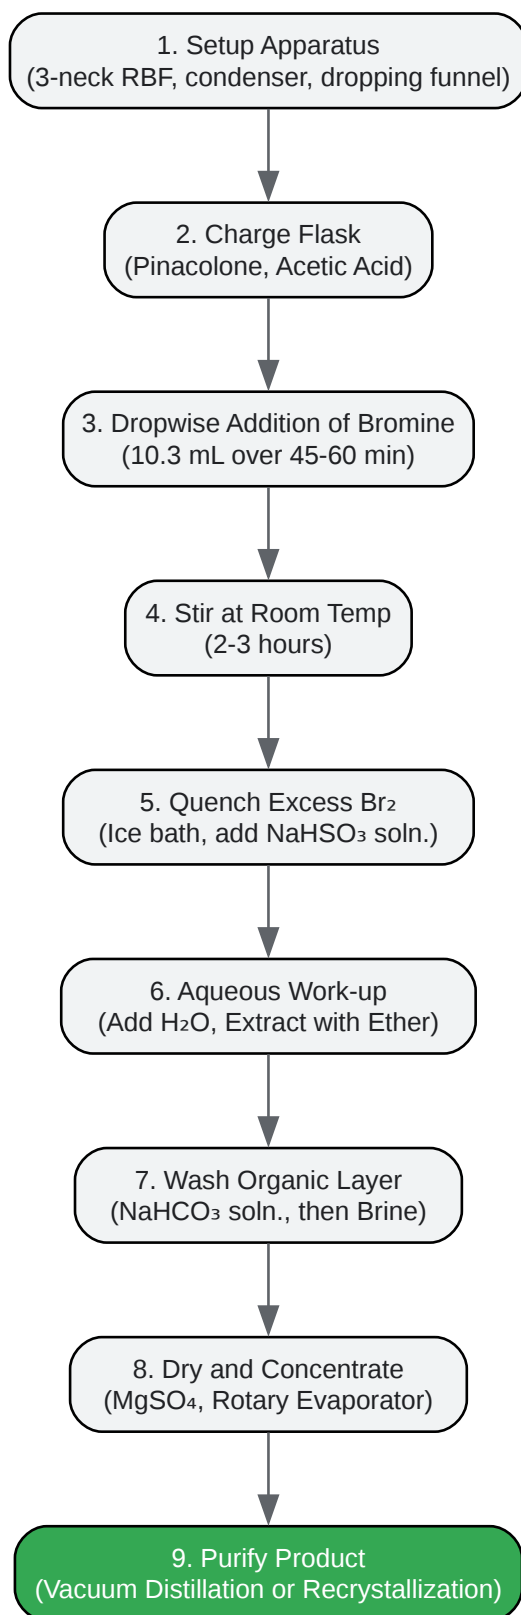 1. Setup Apparatus
(3-neck RBF, condenser, dropping funnel)
2. Charge Flask
(Pinacolone, Acetic Acid)
3. Dropwise Addition of Bromine
(10.3 mL over 45-60 min)
4. Stir at Room Temp
(2-3 hours)
5. Quench Excess Br₂
(Ice bath, add NaHSO₃ soln.)
6. Aqueous Work-up
(Add H₂O, Extract with Ether)
7. Wash Organic Layer
(NaHCO₃ soln., then Brine)
8. Dry and Concentrate
(MgSO₄, Rotary Evaporator)
9. Purify Product
(Vacuum Distillation or Recrystallization)